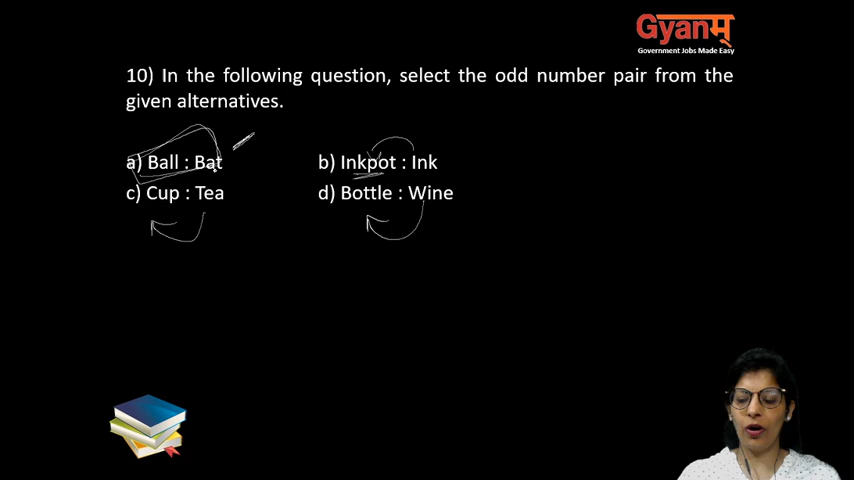 Gyanम्
Government Jobs Made Easy
10) In the following question, select the odd number pair from the
given alternatives.
a) Ball : Bat b) Inkpot : Ink
c) Cup : Tea d) Bottle : Wine